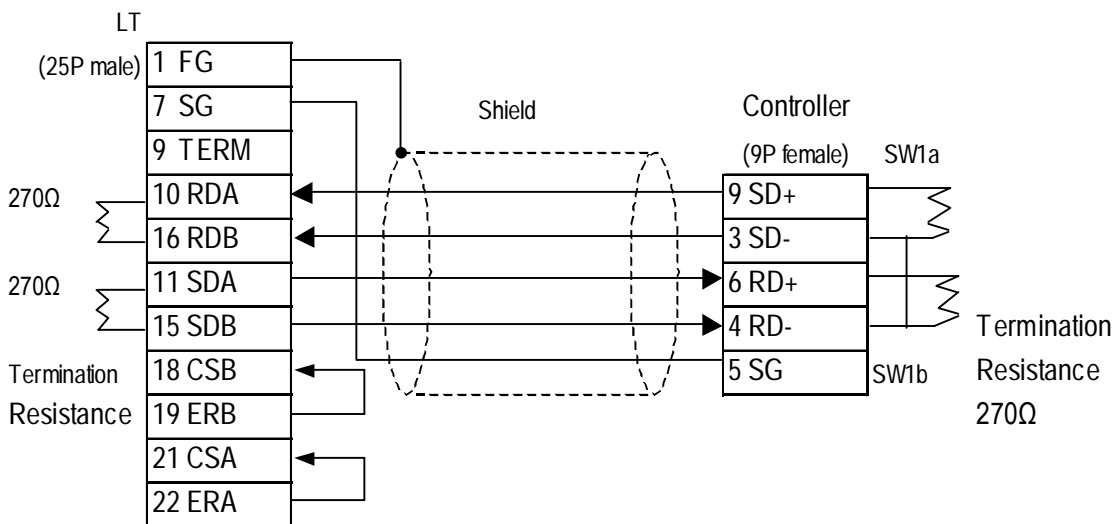 LT
(25P male)
1 FG
7 SG
9 TERM
10 RDA
16 RDB
11 SDA
15 SDB
18 CSB
19 ERB
21 CSA
22 ERA
270Ω
270Ω
Termination
Resistance
Shield
Controller
(9P female)
SW1a
9 SD+
3 SD-
6 RD+
4 RD-
5 SG
SW1b
Termination
Resistance
270Ω